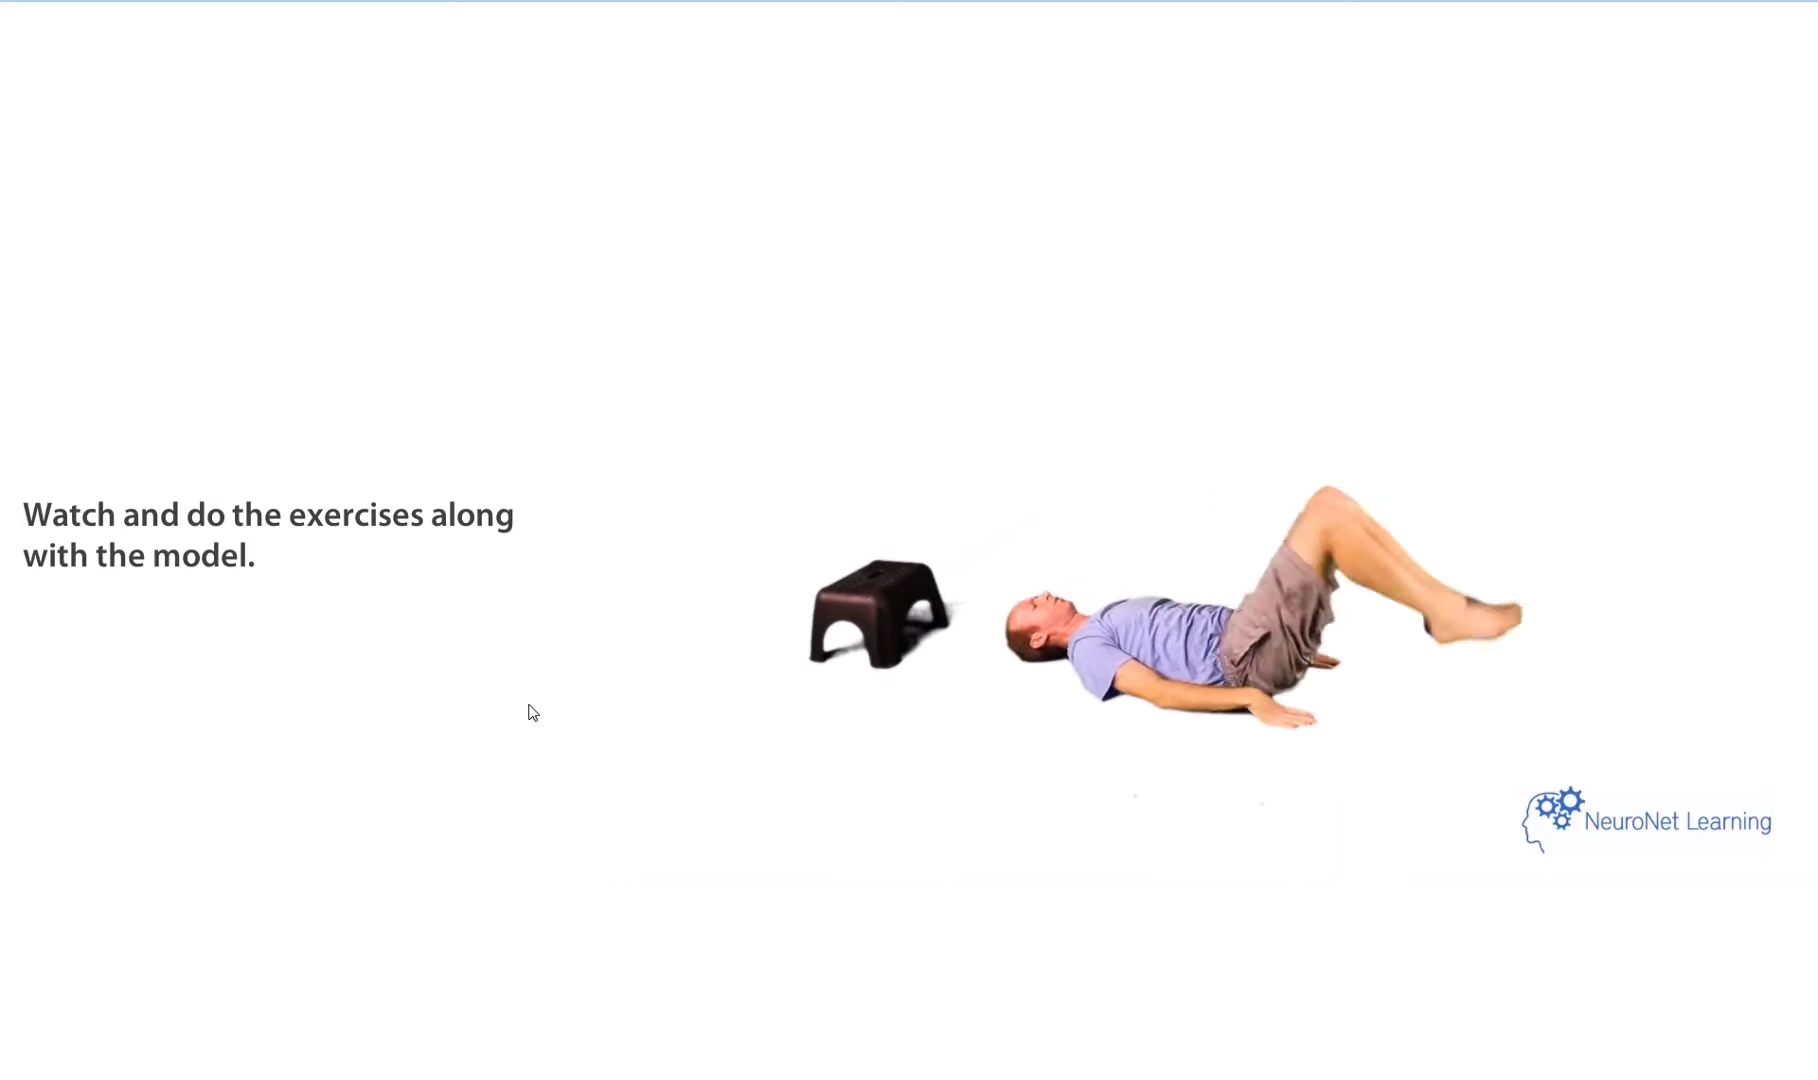 Watch and do the exercises along
with the model.
NeuroNet Learning